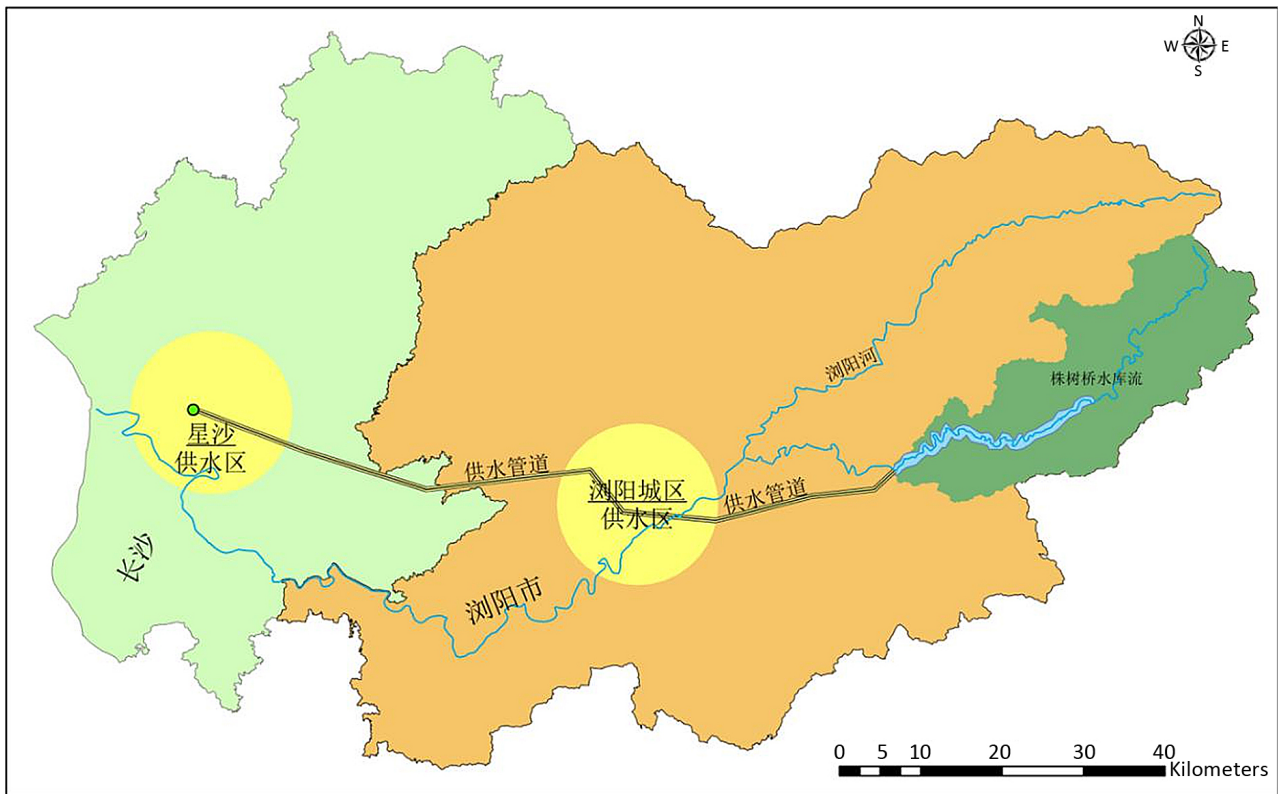 N
W E
S
浏阳河
株树桥水库流
星沙
供水区
供水管道
浏阳城区
供水区
供水管道
长沙
浏阳市
0 5 10 20 30 40
Kilometers